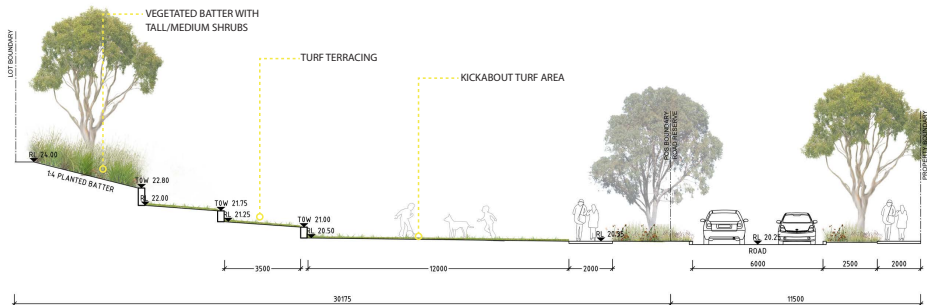 VEGETATED BATTER WITH
TALL/MEDIUM SHRUBS
TURF TERRACING
KICKABOUT TURF AREA
LOT BOUNDARY
POS BOUNDARY
ROAD RESERVE
PROPERTY BOUNDARY
RL 24.00
1:4 PLANTED BATTER
TOW 22.80
RL 22.00
TOW 21.75
RL 21.25
TOW 21.00
RL 20.50
RL 20.35
RL 20.25
ROAD
3500
12000
2000
6000
2500
2000
30175
11500